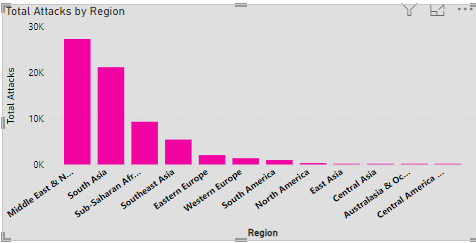 Total Attacks by Region
30K
20K
10K
0K
Total Attacks
Middle East & N...
South Asia
Sub-Saharan Afr...
Southeast Asia
Eastern Europe
Western Europe
South America
North America
East Asia
Central Asia
Australasia & Oc...
Central America ...
Region